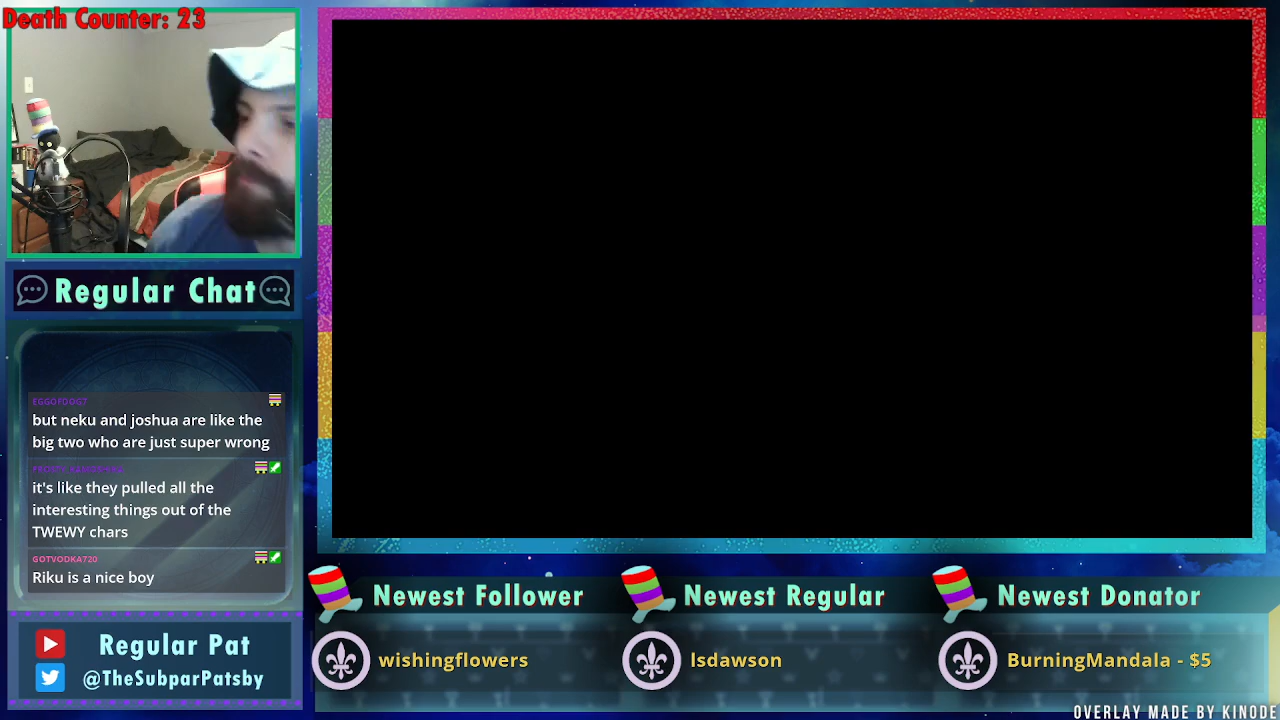 Death Counter: 23
Regular Chat
EGGOFDOG7
but neku and joshua are like the
big two who are just super wrong
it's like they pulled all the
interesting things out of the
TWEWY chars
GOTVODKA720
Riku is a nice boy
Regular Pat
@TheSubparPatsby
Newest Follower
wishingflowers
Newest Regular
lsdawson
Newest Donator
BurningMandala - $5
OVERLAY MADE BY KINODE